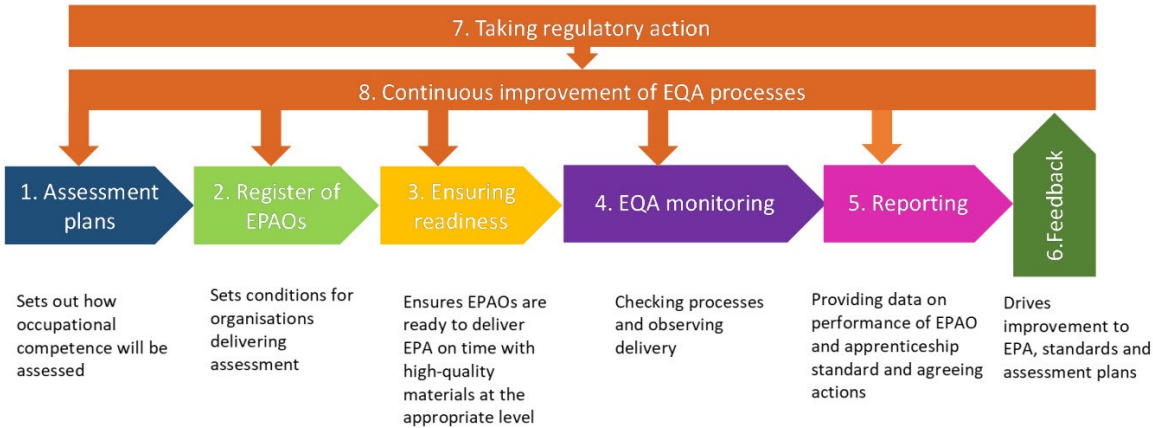 7. Taking regulatory action
8. Continuous improvement of EQA processes
1. Assessment
plans
2. Register of
EPAOs
3. Ensuring
readiness
4. EQA monitoring
5. Reporting
6.Feedback
Sets out how
occupational
competence will be
assessed
Sets conditions for
organisations
delivering
assessment
Ensures EPAOs are
ready to deliver
EPA on time with
high-quality
materials at the
appropriate level
Checking processes
and observing
delivery
Providing data on
performance of EPAO
and apprenticeship
standard and agreeing
actions
Drives
improvement to
EPA, standards and
assessment plans